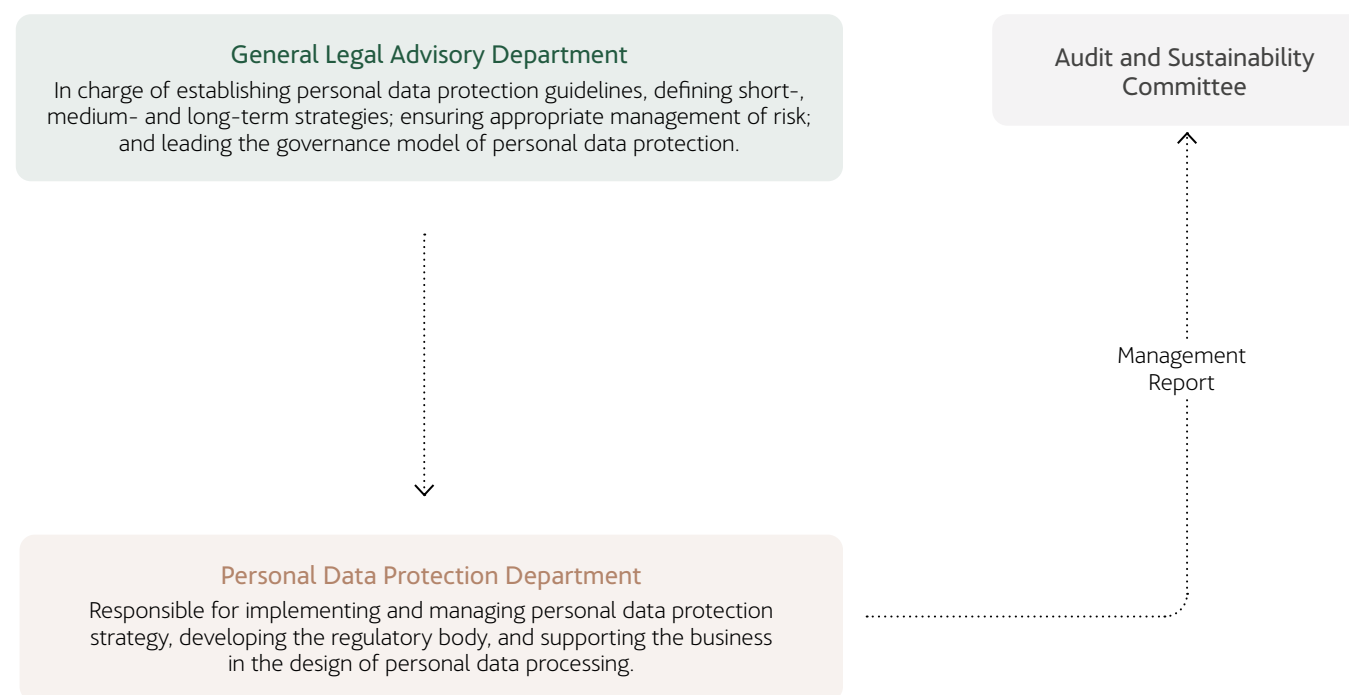 General Legal Advisory Department
In charge of establishing personal data protection guidelines, defining short-,
medium- and long-term strategies; ensuring appropriate management of risk;
and leading the governance model of personal data protection.
Audit and Sustainability
Committee
Management
Report
Personal Data Protection Department
Responsible for implementing and managing personal data protection
strategy, developing the regulatory body, and supporting the business
in the design of personal data processing.